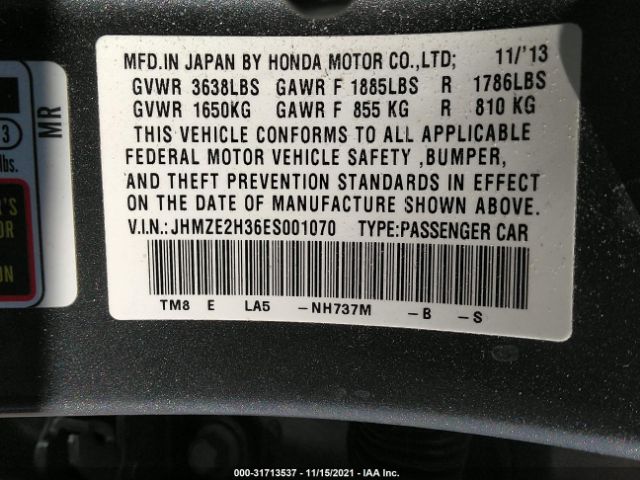 MFD.IN JAPAN BY HONDA MOTOR CO.,LTD; 11/'13
GVWR 3638LBS GAWR F 1885LBS R 1786LBS
GVWR 1650KG GAWR F 855 KG R 810 KG
THIS VEHICLE CONFORMS TO ALL APPLICABLE
FEDERAL MOTOR VEHICLE SAFETY ,BUMPER,
AND THEFT PREVENTION STANDARDS IN EFFECT
ON THE DATE OF MANUFACTURE SHOWN ABOVE.
V.I.N.:JHMZE2H36ES001070 TYPE:PASSENGER CAR
TM8 E LA5 -NH737M -B -S
MR
3
lbs.
ON
000-31713537 - 11/15/2021 - IAA Inc.